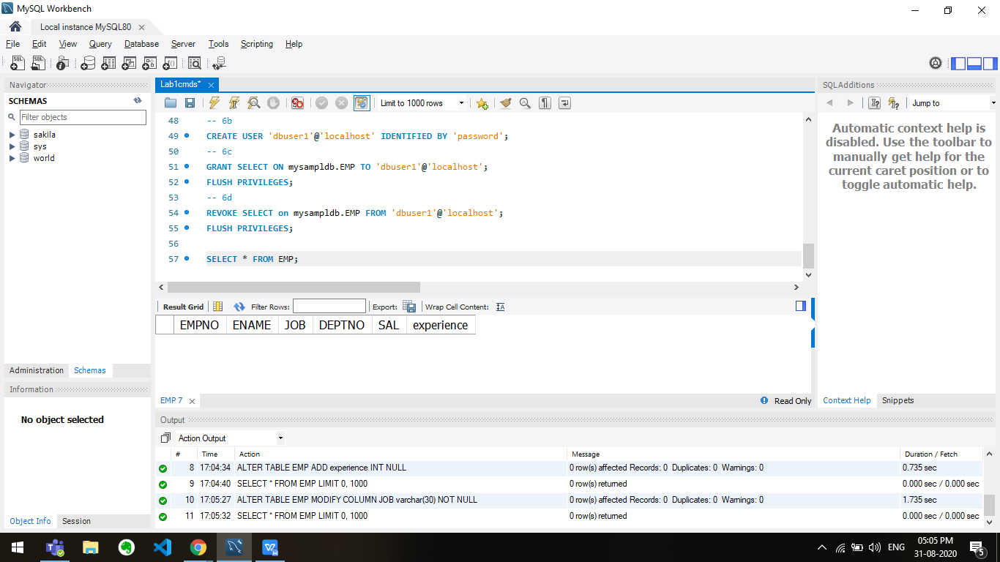 MySQL Workbench
Local instance MySQL80
File Edit View Query Database Server Tools Scripting Help
Navigator
SCHEMAS
Filter objects
sakila
sys
world
Administration Schemas
Information
No object selected
Object Info Session
Lab1cmds*
Limit to 1000 rows
48 -- 6b
49 CREATE USER 'dbuser1'@'localhost' IDENTIFIED BY 'password';
50 -- 6c
51 GRANT SELECT ON mysampldb.EMP TO 'dbuser1'@'localhost';
52 FLUSH PRIVILEGES;
53 -- 6d
54 REVOKE SELECT on mysampldb.EMP FROM 'dbuser1'@'localhost';
55 FLUSH PRIVILEGES;
56
57 SELECT * FROM EMP;
Result Grid Filter Rows: Export: Wrap Cell Content:
EMPNO ENAME JOB DEPTNO SAL experience
EMP 7 Read Only
SQLAdditions
Jump to
Automatic context help is
disabled. Use the toolbar to
manually get help for the
current caret position or to
toggle automatic help.
Context Help Snippets
Output
Action Output
# Time Action Message Duration / Fetch
8 17:04:34 ALTER TABLE EMP ADD experience INT NULL 0 row(s) affected Records: 0 Duplicates: 0 Warnings: 0 0.735 sec
9 17:04:40 SELECT * FROM EMP LIMIT 0, 1000 0 row(s) returned 0.000 sec / 0.000 sec
10 17:05:27 ALTER TABLE EMP MODIFY COLUMN JOB varchar(30) NOT NULL 0 row(s) affected Records: 0 Duplicates: 0 Warnings: 0 1.735 sec
11 17:05:32 SELECT * FROM EMP LIMIT 0, 1000 0 row(s) returned 0.000 sec / 0.000 sec
ENG
05:05 PM
31-08-2020
5